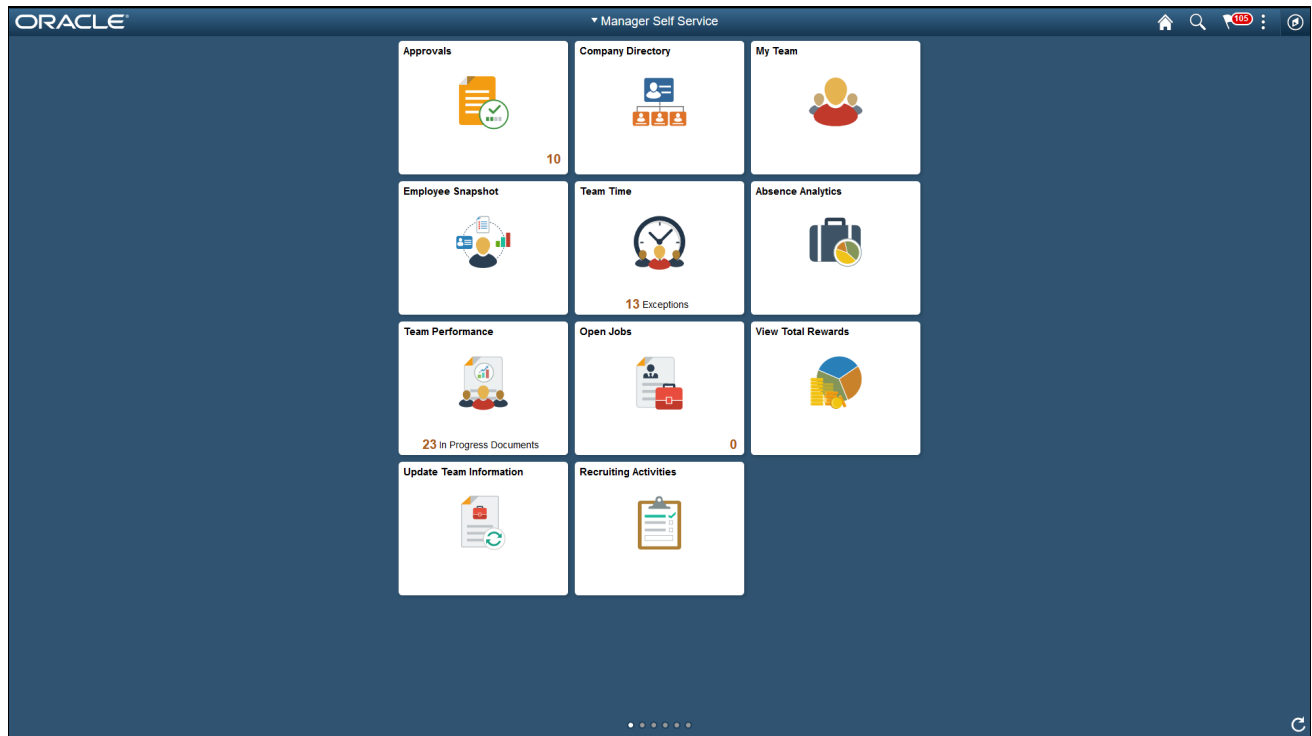 ORACLE
Manager Self Service
105
Approvals
10
Company Directory
My Team
Employee Snapshot
Team Time
13 Exceptions
Absence Analytics
Team Performance
23 In Progress Documents
Open Jobs
0
View Total Rewards
Update Team Information
Recruiting Activities